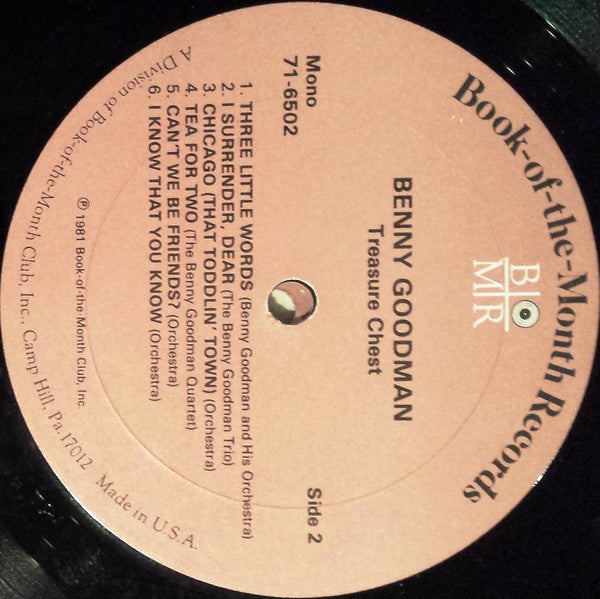 Book-of-the-Month Records
B O
M R
BENNY GOODMAN
Treasure Chest
Mono
71-6502
Side 2
1. THREE LITTLE WORDS (Benny Goodman and His Orchestra)
2. I SURRENDER, DEAR (The Benny Goodman Trio)
3. CHICAGO (THAT TODDLIN' TOWN) (Orchestra)
4. TEA FOR TWO (The Benny Goodman Quartet)
5. CAN'T WE BE FRIENDS? (Orchestra)
6. I KNOW THAT YOU KNOW (Orchestra)
℗ 1981 Book-of-the-Month Club, Inc.
A Division of Book-of-the-Month Club, Inc., Camp Hill, Pa. 17012 Made in U.S.A.